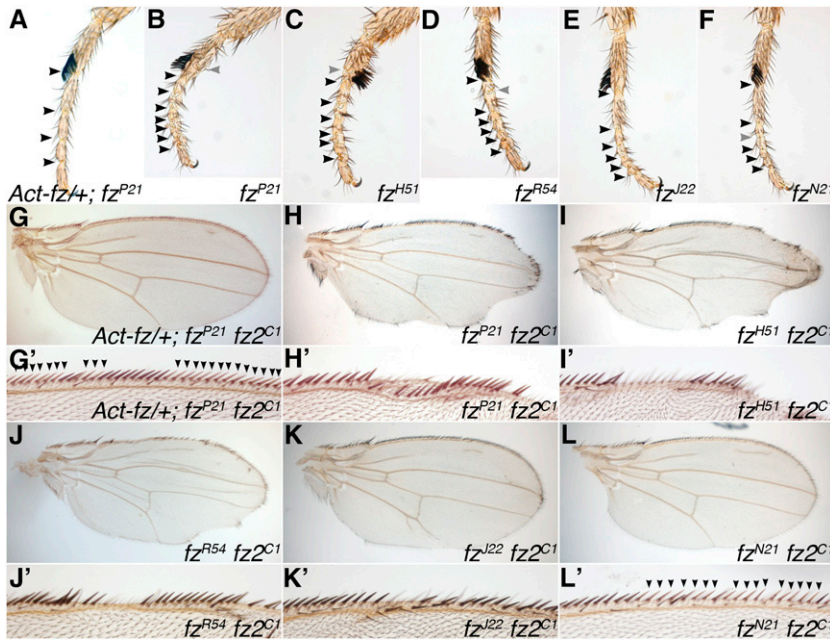 A B C D E F
Act-fz/+; fzP21 fzP21 fzH51 fzR54 fzJ22 fzN21
G H I
Act-fz/+; fzP21 fz2C1 fzP21 fz2C1 fzH51 fz2C1
G' H' I'
Act-fz/+; fzP21 fz2C1 fzP21 fz2C1 fzH51 fz2C1
J K L
fzR54 fz2C1 fzJ22 fz2C1 fzN21 fz2C1
J' K' L'
fzR54 fz2C1 fzJ22 fz2C1 fzN21 fz2C1